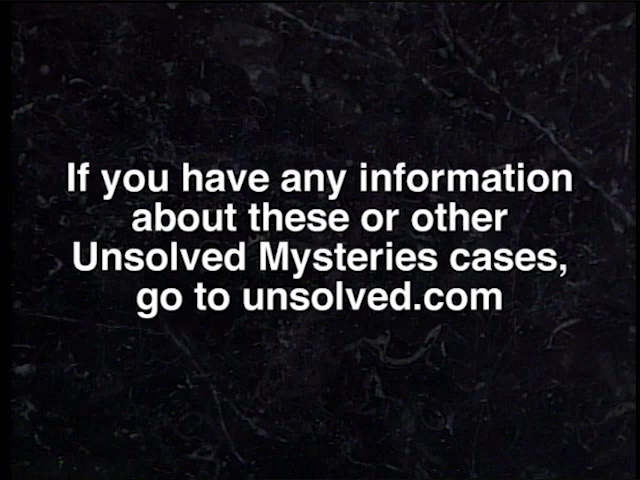 If you have any information
about these or other
Unsolved Mysteries cases,
go to unsolved.com